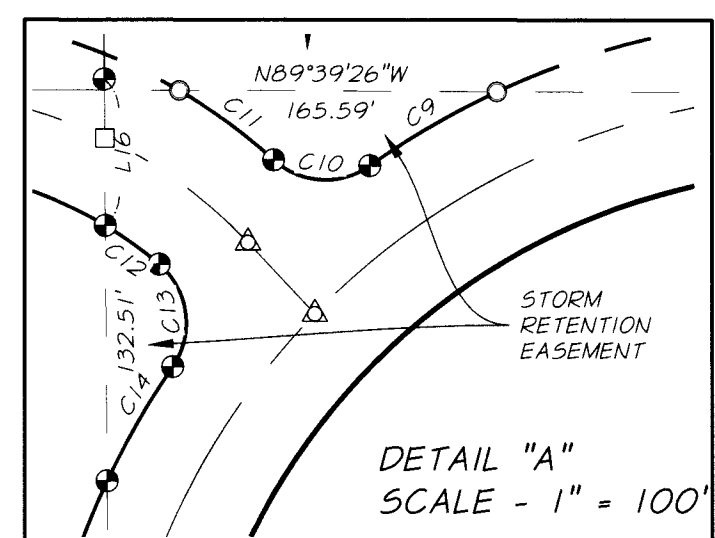 N89°39'26"W
165.59'
C11
C9
C10
L16
C12
C13
132.51'
C14
STORM
RETENTION
EASEMENT
DETAIL "A"
SCALE - 1" = 100'